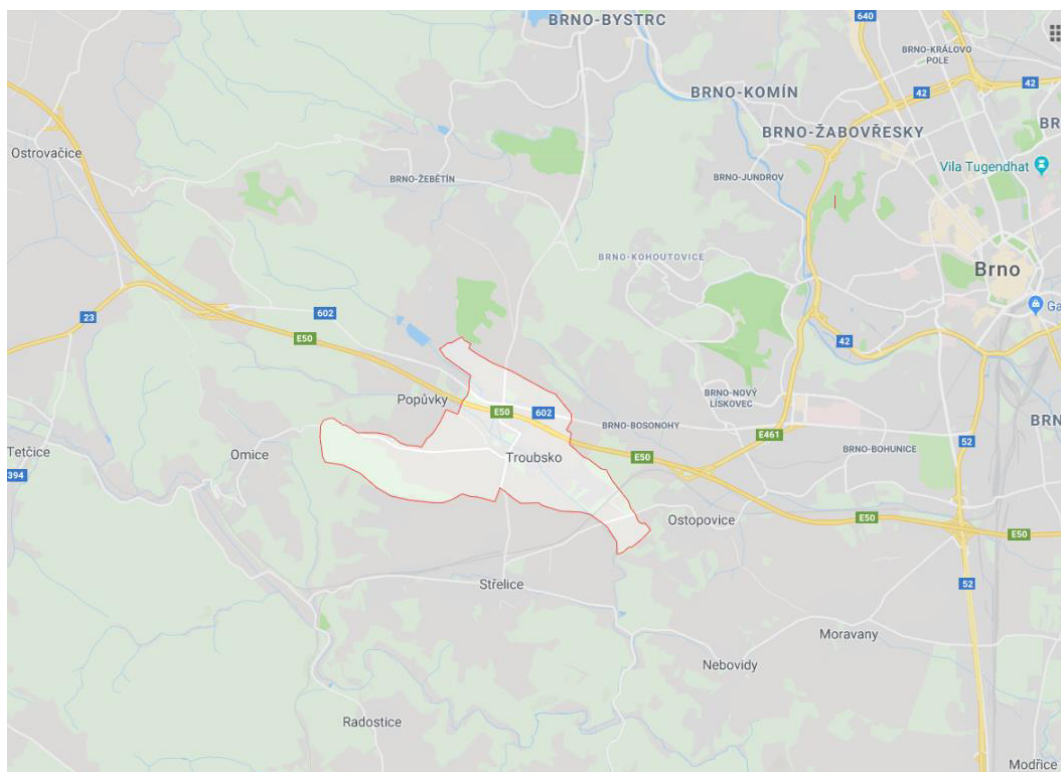 BRNO-BYSTRC
640
BRNO-KRÁLOVO
POLE
42
42
BRNO-KOMÍN
BR
BRNO-ŽABOVŘESKY
Ostrovačice
Vila Tugendhat
BRNO-ŽEBĚTÍN
BRNO-JUNDROV
BRNO-KOHOUTOVICE
Brno
Ga
602
23
E50
42
BRNO-NOVÝ
LÍSKOVEC
Popůvky
E50
602
BRNO-BOSONOHY
E461
BRN
52
Tetčice
Omice
Troubsko
E50
BRNO-BOHUNICE
394
Ostopovice
E50
E50
Střelice
52
Moravany
Nebovidy
Radostice
Modřice